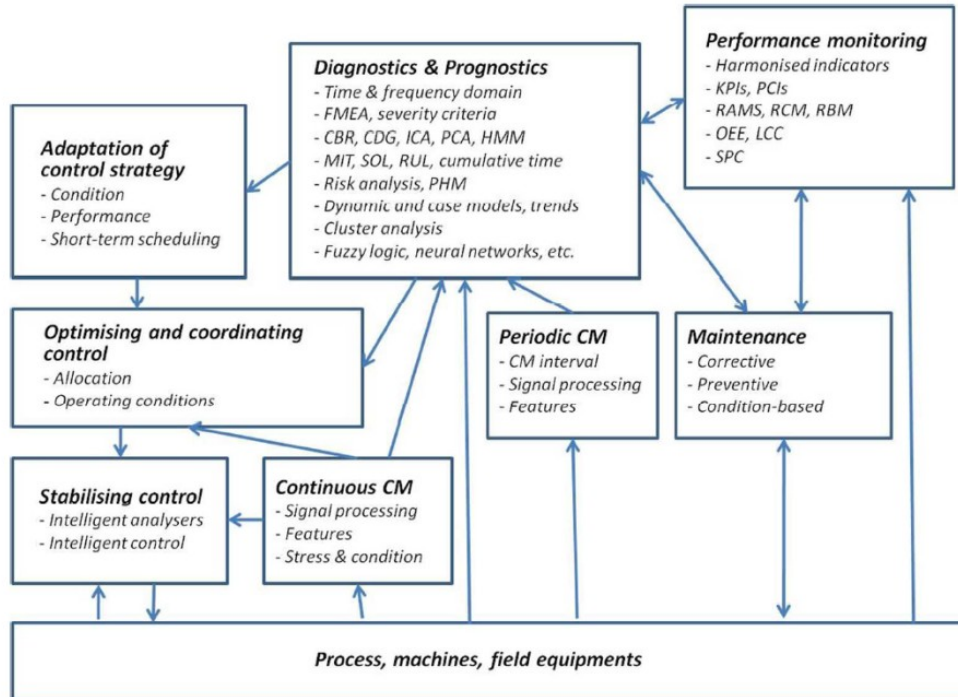 Diagnostics & Prognostics
- Time & frequency domain
- FMEA, severity criteria
- CBR, CDG, ICA, PCA, HMM
- MIT, SOL, RUL, cumulative time
- Risk analysis, PHM
- Dynamic and case models, trends
- Cluster analysis
- Fuzzy logic, neural networks, etc.
Performance monitoring
- Harmonised indicators
- KPIs, PCIs
- RAMS, RCM, RBM
- OEE, LCC
- SPC
Adaptation of
control strategy
- Condition
- Performance
- Short-term scheduling
Optimising and coordinating
control
- Allocation
- Operating conditions
Periodic CM
- CM interval
- Signal processing
- Features
Maintenance
- Corrective
- Preventive
- Condition-based
Stabilising control
- Intelligent analysers
- Intelligent control
Continuous CM
- Signal processing
- Features
- Stress & condition
Process, machines, field equipments